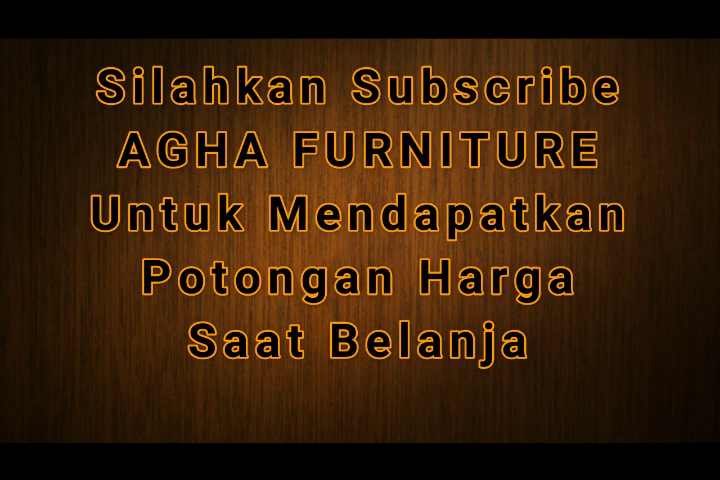 Silahkan Subscribe
AGHA FURNITURE
Untuk Mendapatkan
Potongan Harga
Saat Belanja